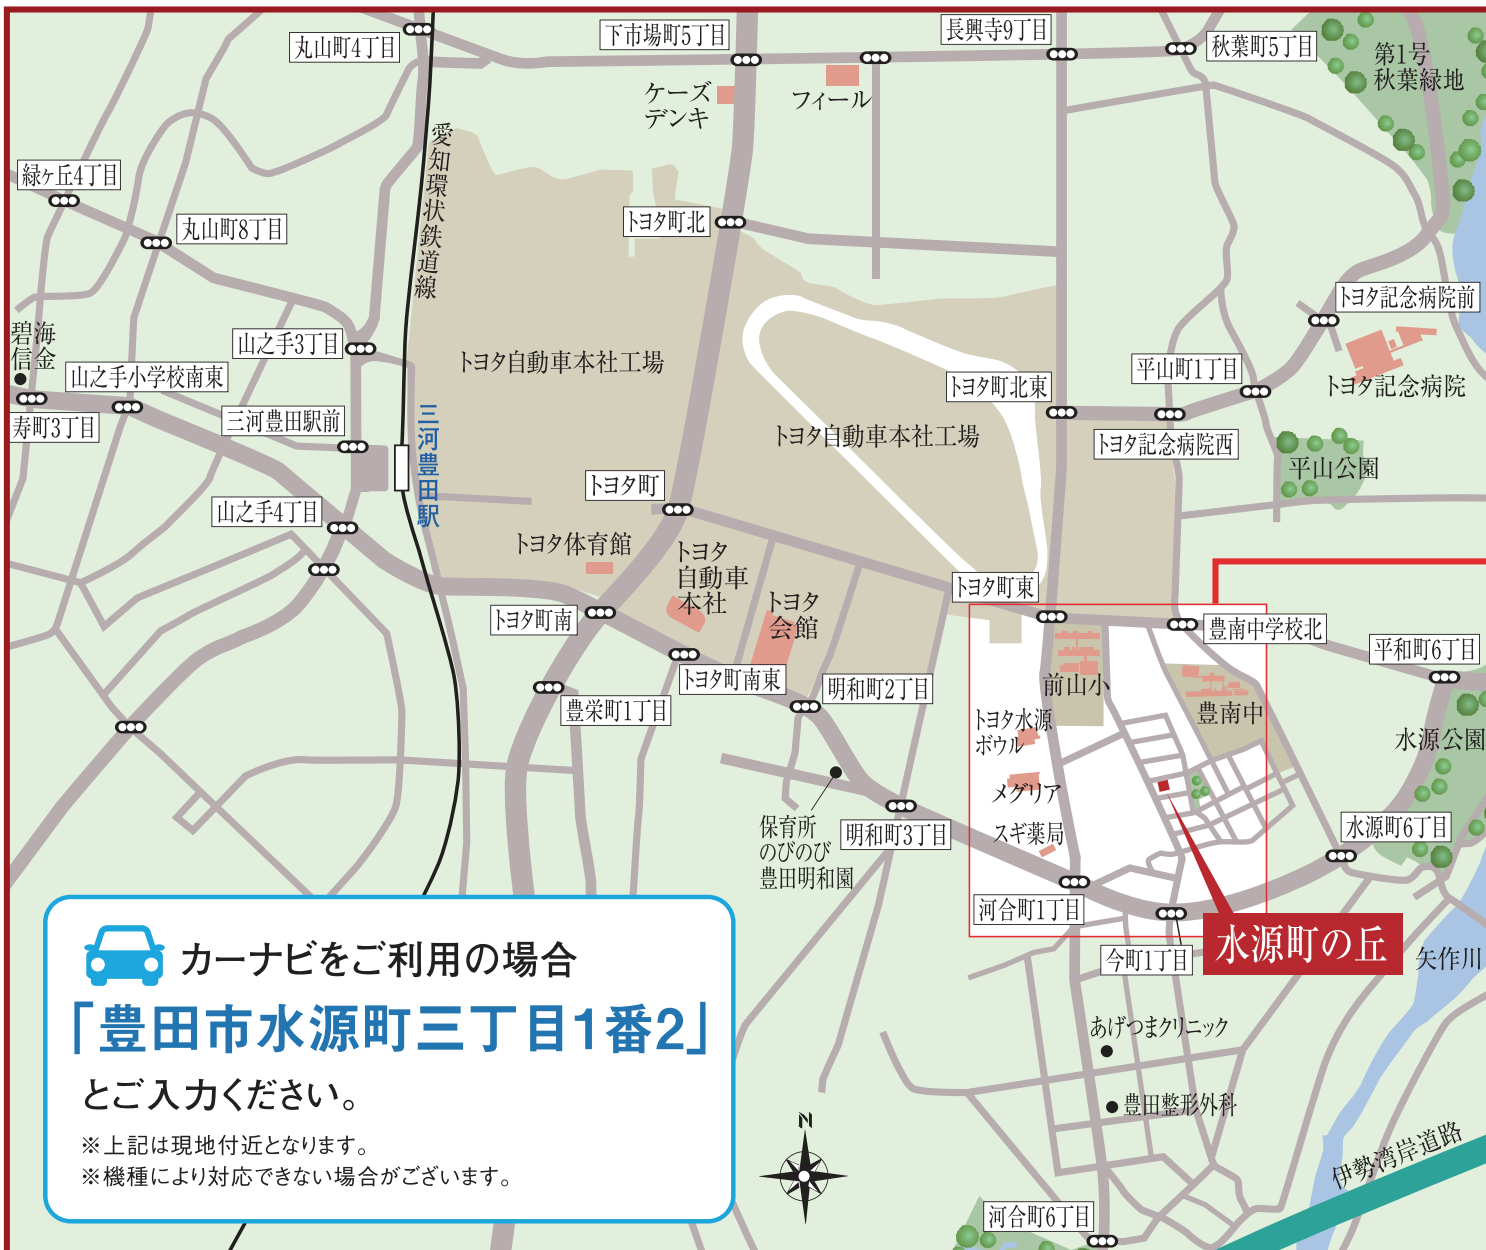 丸山町4丁目
下市場町5丁目
長興寺9丁目
秋葉町5丁目
第1号
秋葉緑地
ケーズ
デンキ
フィール
愛知環状鉄道線
緑ヶ丘4丁目
丸山町8丁目
トヨタ町北
トヨタ記念病院前
碧海
信金
山之手3丁目
トヨタ自動車本社工場
山之手小学校南東
平山町1丁目
トヨタ町北東
トヨタ記念病院
寿町3丁目
三河豊田駅前
三河豊田駅
トヨタ自動車本社工場
トヨタ記念病院西
平山公園
トヨタ町
山之手4丁目
トヨタ体育館
トヨタ
自動車
本社
トヨタ
会館
トヨタ町東
トヨタ町南
豊南中学校北
平和町6丁目
トヨタ町南東
明和町2丁目
前山小
豊栄町1丁目
豊南中
トヨタ水源
ボウル
水源公園
メグリア
スギ薬局
保育所
のびのび
豊田明和園
明和町3丁目
水源町6丁目
河合町1丁目
水源町の丘
今町1丁目
矢作川
カーナビをご利用の場合
「豊田市水源町三丁目1番2」
とご入力ください。
※上記は現地付近となります。
※機種により対応できない場合がございます。
あげつまクリニック
豊田整形外科
N
伊勢湾岸道路
河合町6丁目